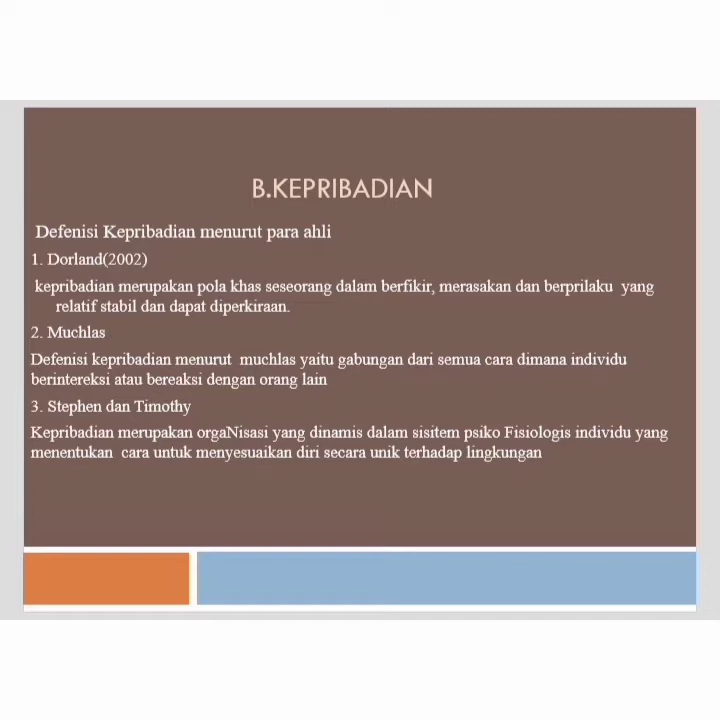 B.KEPRIBADIAN
Defenisi Kepribadian menurut para ahli
1. Dorland(2002)
kepribadian merupakan pola khas seseorang dalam berfikir, merasakan dan berprilaku yang
relatif stabil dan dapat diperkiraan.
2. Muchlas
Defenisi kepribadian menurut muchlas yaitu gabungan dari semua cara dimana individu
berintereksi atau bereaksi dengan orang lain
3. Stephen dan Timothy
Kepribadian merupakan orgaNisasi yang dinamis dalam sisitem psiko Fisiologis individu yang
menentukan cara untuk menyesuaikan diri secara unik terhadap lingkungan